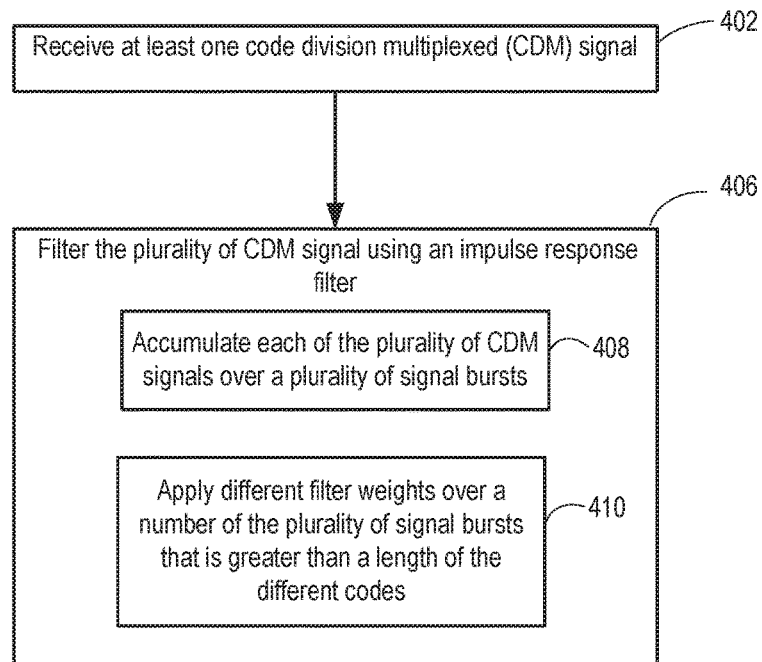 Receive at least one code division multiplexed (CDM) signal
402
406
Filter the plurality of CDM signal using an impulse response
filter
Accumulate each of the plurality of CDM
signals over a plurality of signal bursts
408
Apply different filter weights over a
number of the plurality of signal bursts
that is greater than a length of the
different codes
410